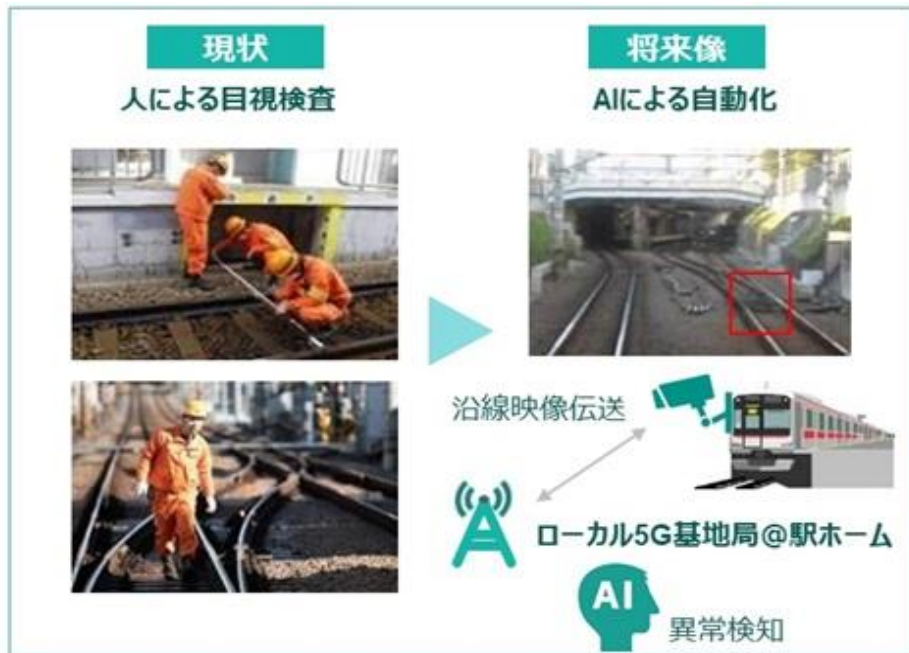 現状
人による目視検査
将来像
AIによる自動化
沿線映像伝送
ローカル5G基地局@駅ホーム
AI
異常検知